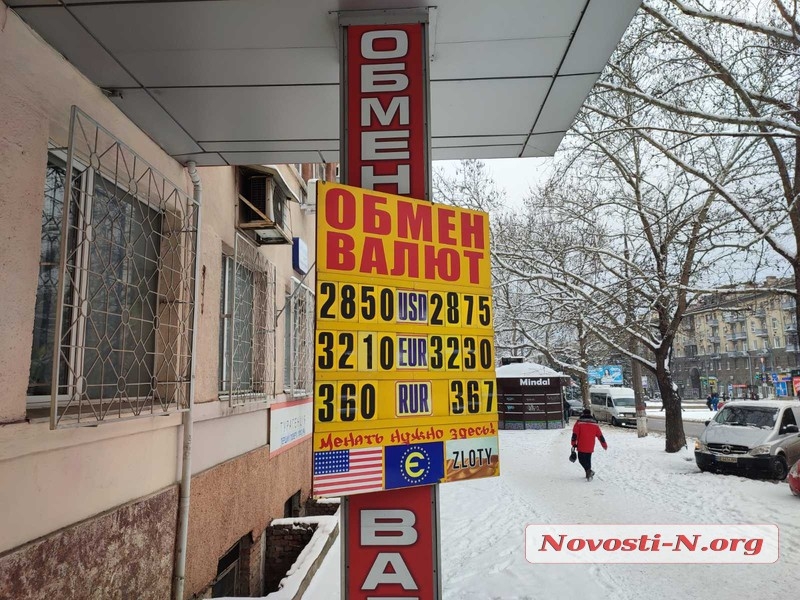 ОБМЕН
ОБМЕН
ВАЛЮТ
2850 USD 2875
3210 EUR 3230
360 RUR 367
Менять нужно здесь!
ZLOTY
ВА
Mindal
Novosti-N.org